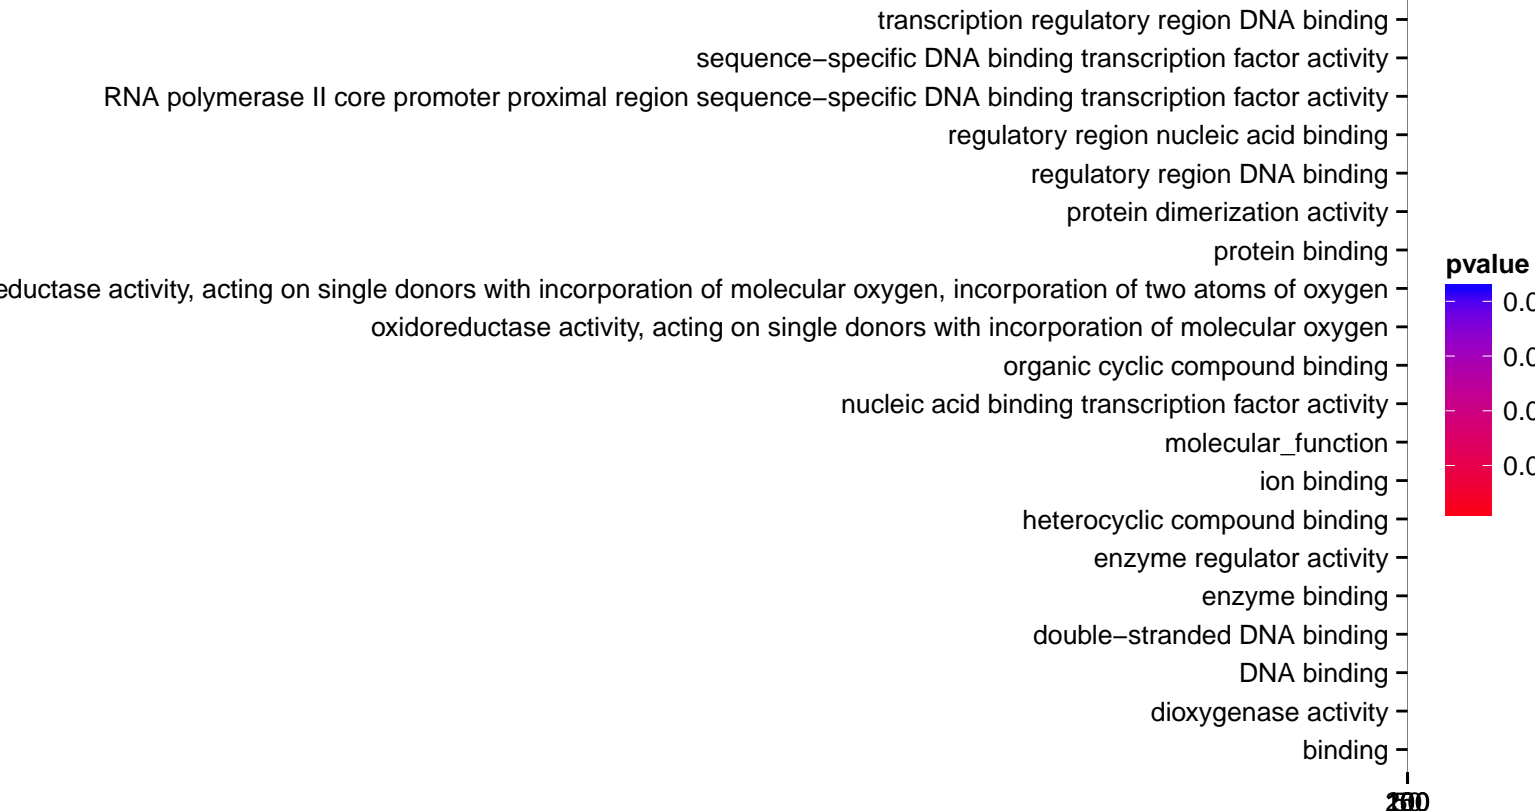 transcription regulatory region DNA binding
sequence−specific DNA binding transcription factor activity
RNA polymerase II core promoter proximal region sequence−specific DNA binding transcription factor activity
regulatory region nucleic acid binding
regulatory region DNA binding
protein dimerization activity
protein binding
activity, acting on single donors with incorporation of molecular oxygen, incorporation of two atoms of oxygen
oxidoreductase activity, acting on single donors with incorporation of molecular oxygen
organic cyclic compound binding
nucleic acid binding transcription factor activity
molecular_function
ion binding
heterocyclic compound binding
enzyme regulator activity
enzyme binding
double−stranded DNA binding
DNA binding
dioxygenase activity
binding
pvalue